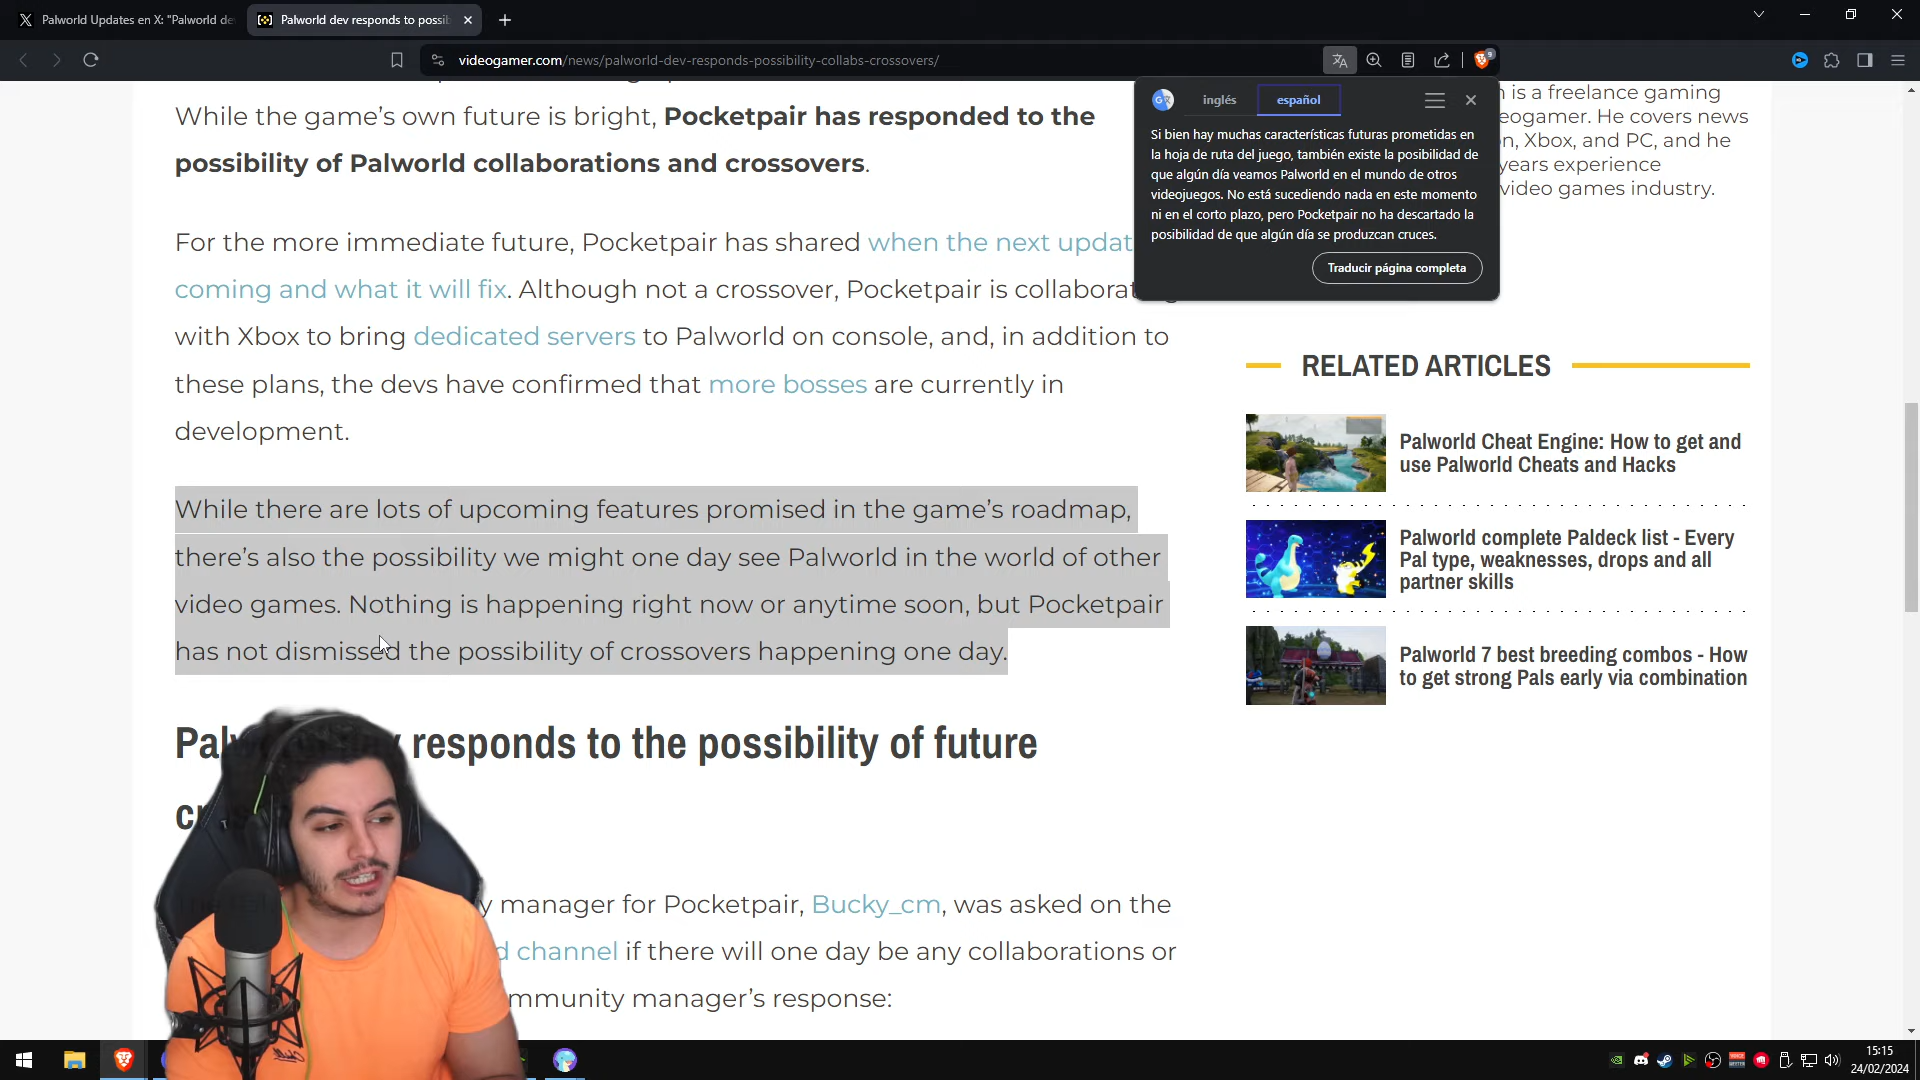 Palworld Updates en X: "Palworld de
Palworld dev responds to possib
videogamer.com/news/palworld-dev-responds-possibility-collabs-crossovers/
9
While the game's own future is bright, Pocketpair has responded to the
possibility of Palworld collaborations and crossovers.
For the more immediate future, Pocketpair has shared when the next updat
coming and what it will fix. Although not a crossover, Pocketpair is
with Xbox to bring dedicated servers to Palworld on console, and, in addition to
these plans, the devs have confirmed that more bosses are currently in
development.
While there are lots of upcoming features promised in the game's roadmap,
there's also the possibility we might one day see Palworld in the world of other
video games. Nothing is happening right now or anytime soon, but Pocketpair
has not dismissed the possibility of crossovers happening one day.
responds to the possibility of future
y manager for Pocketpair, Bucky_cm, was asked on the
d channel if there will one day be any collaborations or
mmunity manager's response:
inglés
español
Si bien hay muchas características futuras prometidas en
la hoja de ruta del juego, también existe la posibilidad de
que algún día veamos Palworld en el mundo de otros
videojuegos. No está sucediendo nada en este momento
ni en el corto plazo, pero Pocketpair no ha descartado la
posibilidad de que algún día se produzcan cruces.
Traducir página completa
is a freelance gaming
eogamer. He covers news
n, Xbox, and PC, and he
years experience
video games industry.
RELATED ARTICLES
Palworld Cheat Engine: How to get and
use Palworld Cheats and Hacks
Palworld complete Paldeck list - Every
Pal type, weaknesses, drops and all
partner skills
Palworld 7 best breeding combos - How
to get strong Pals early via combination
15:15
24/02/2024